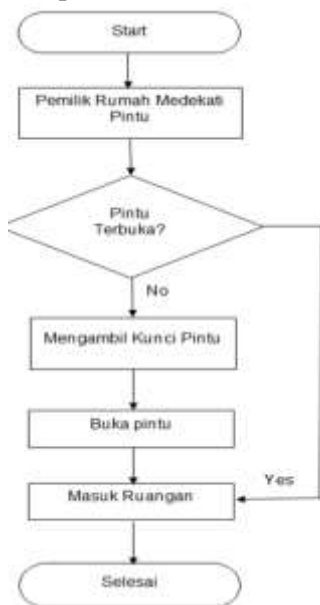 Start
Pemilik Rumah Medekati
Pintu
Pintu
Terbuka?
No
Mengambil Kunci Pintu
Buka pintu
Yes
Masuk Ruangan
Selesai